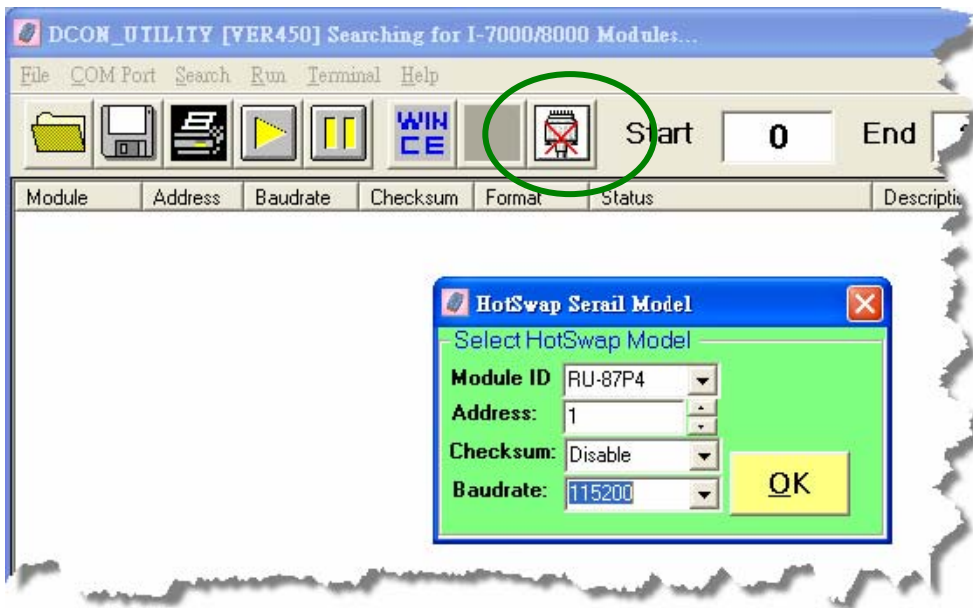 DCON_UTILITY [VER450] Searching for I-7000/8000 Modules...
File COM Port Search Run Terminal Help
WIN CE Start 0 End
Module Address Baudrate Checksum Format Status
HotSwap Serail Model
Select HotSwap Model
Module ID RU-87P4
Address: 1
Checksum: Disable
Baudrate: 115200
OK